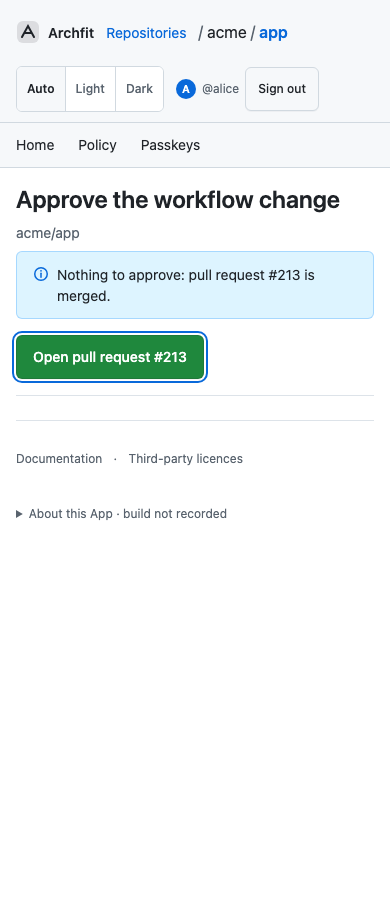 Archfit Repositories / acme / app
Auto Light Dark A @alice Sign out
Home Policy Passkeys
Approve the workflow change
acme/app
Nothing to approve: pull request #213 is
merged.
Open pull request #213
Documentation · Third-party licences
About this App · build not recorded